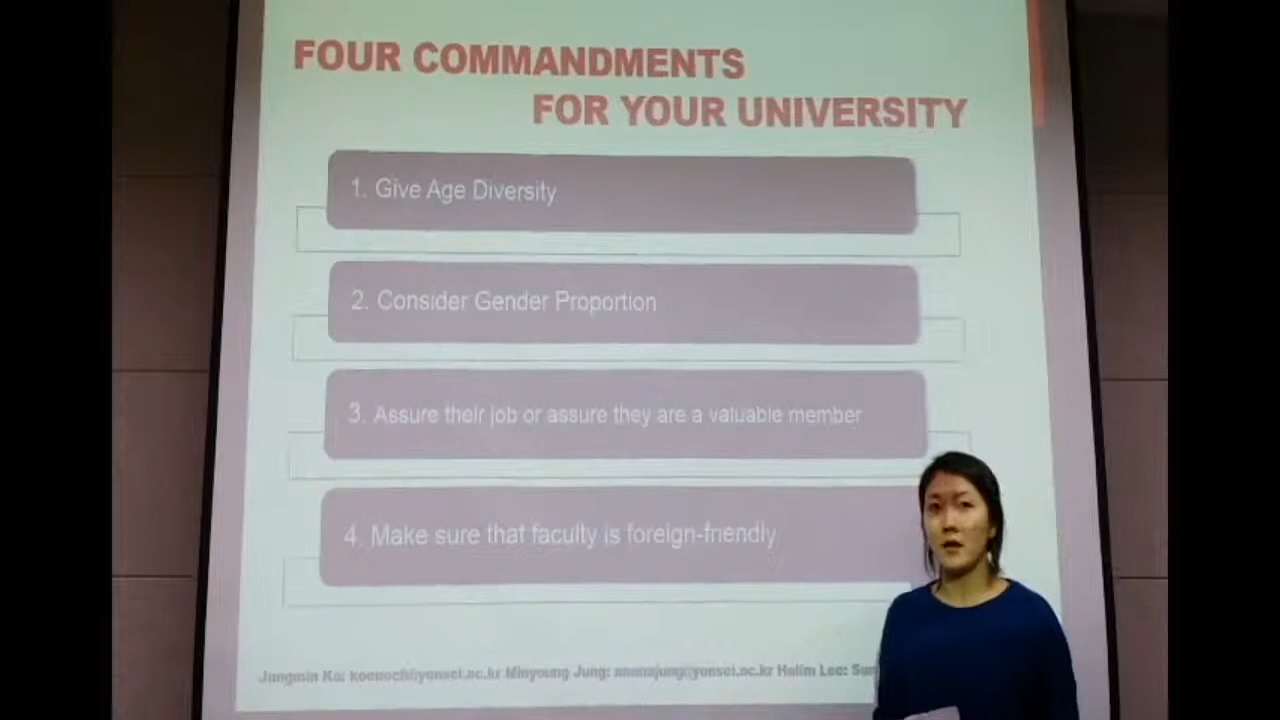 FOUR COMMANDMENTS
FOR YOUR UNIVERSITY
1. Give Age Diversity
2. Consider Gender Proportion
3. Assure their job or assure they are a valuable member
4. Make sure that faculty is foreign-friendly
Jungmin Ko: Minyoung Jung: Halim Lee: